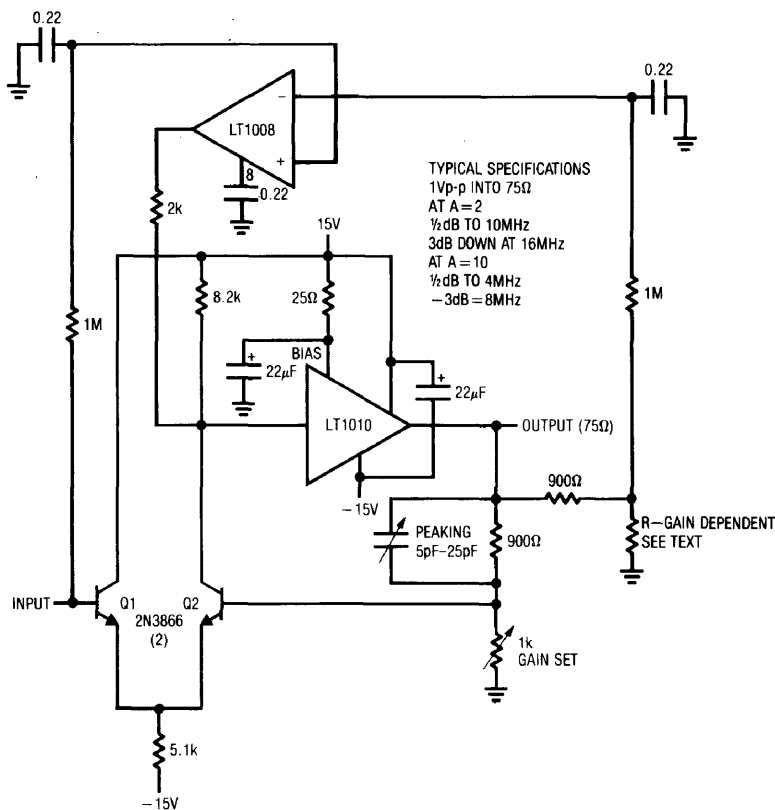 0.22
0.22
LT1008
−
+
8
0.22
TYPICAL SPECIFICATIONS
1Vp-p INTO 75Ω
AT A=2
½dB TO 10MHz
3dB DOWN AT 16MHz
AT A=10
½dB TO 4MHz
−3dB=8MHz
2k
15V
1M
8.2k
25Ω
1M
BIAS
+
22μF
+
22μF
LT1010
OUTPUT (75Ω)
−15V
900Ω
PEAKING
5pF–25pF
900Ω
R−GAIN DEPENDENT
SEE TEXT
INPUT
Q1
Q2
2N3866
(2)
1k
GAIN SET
5.1k
−15V